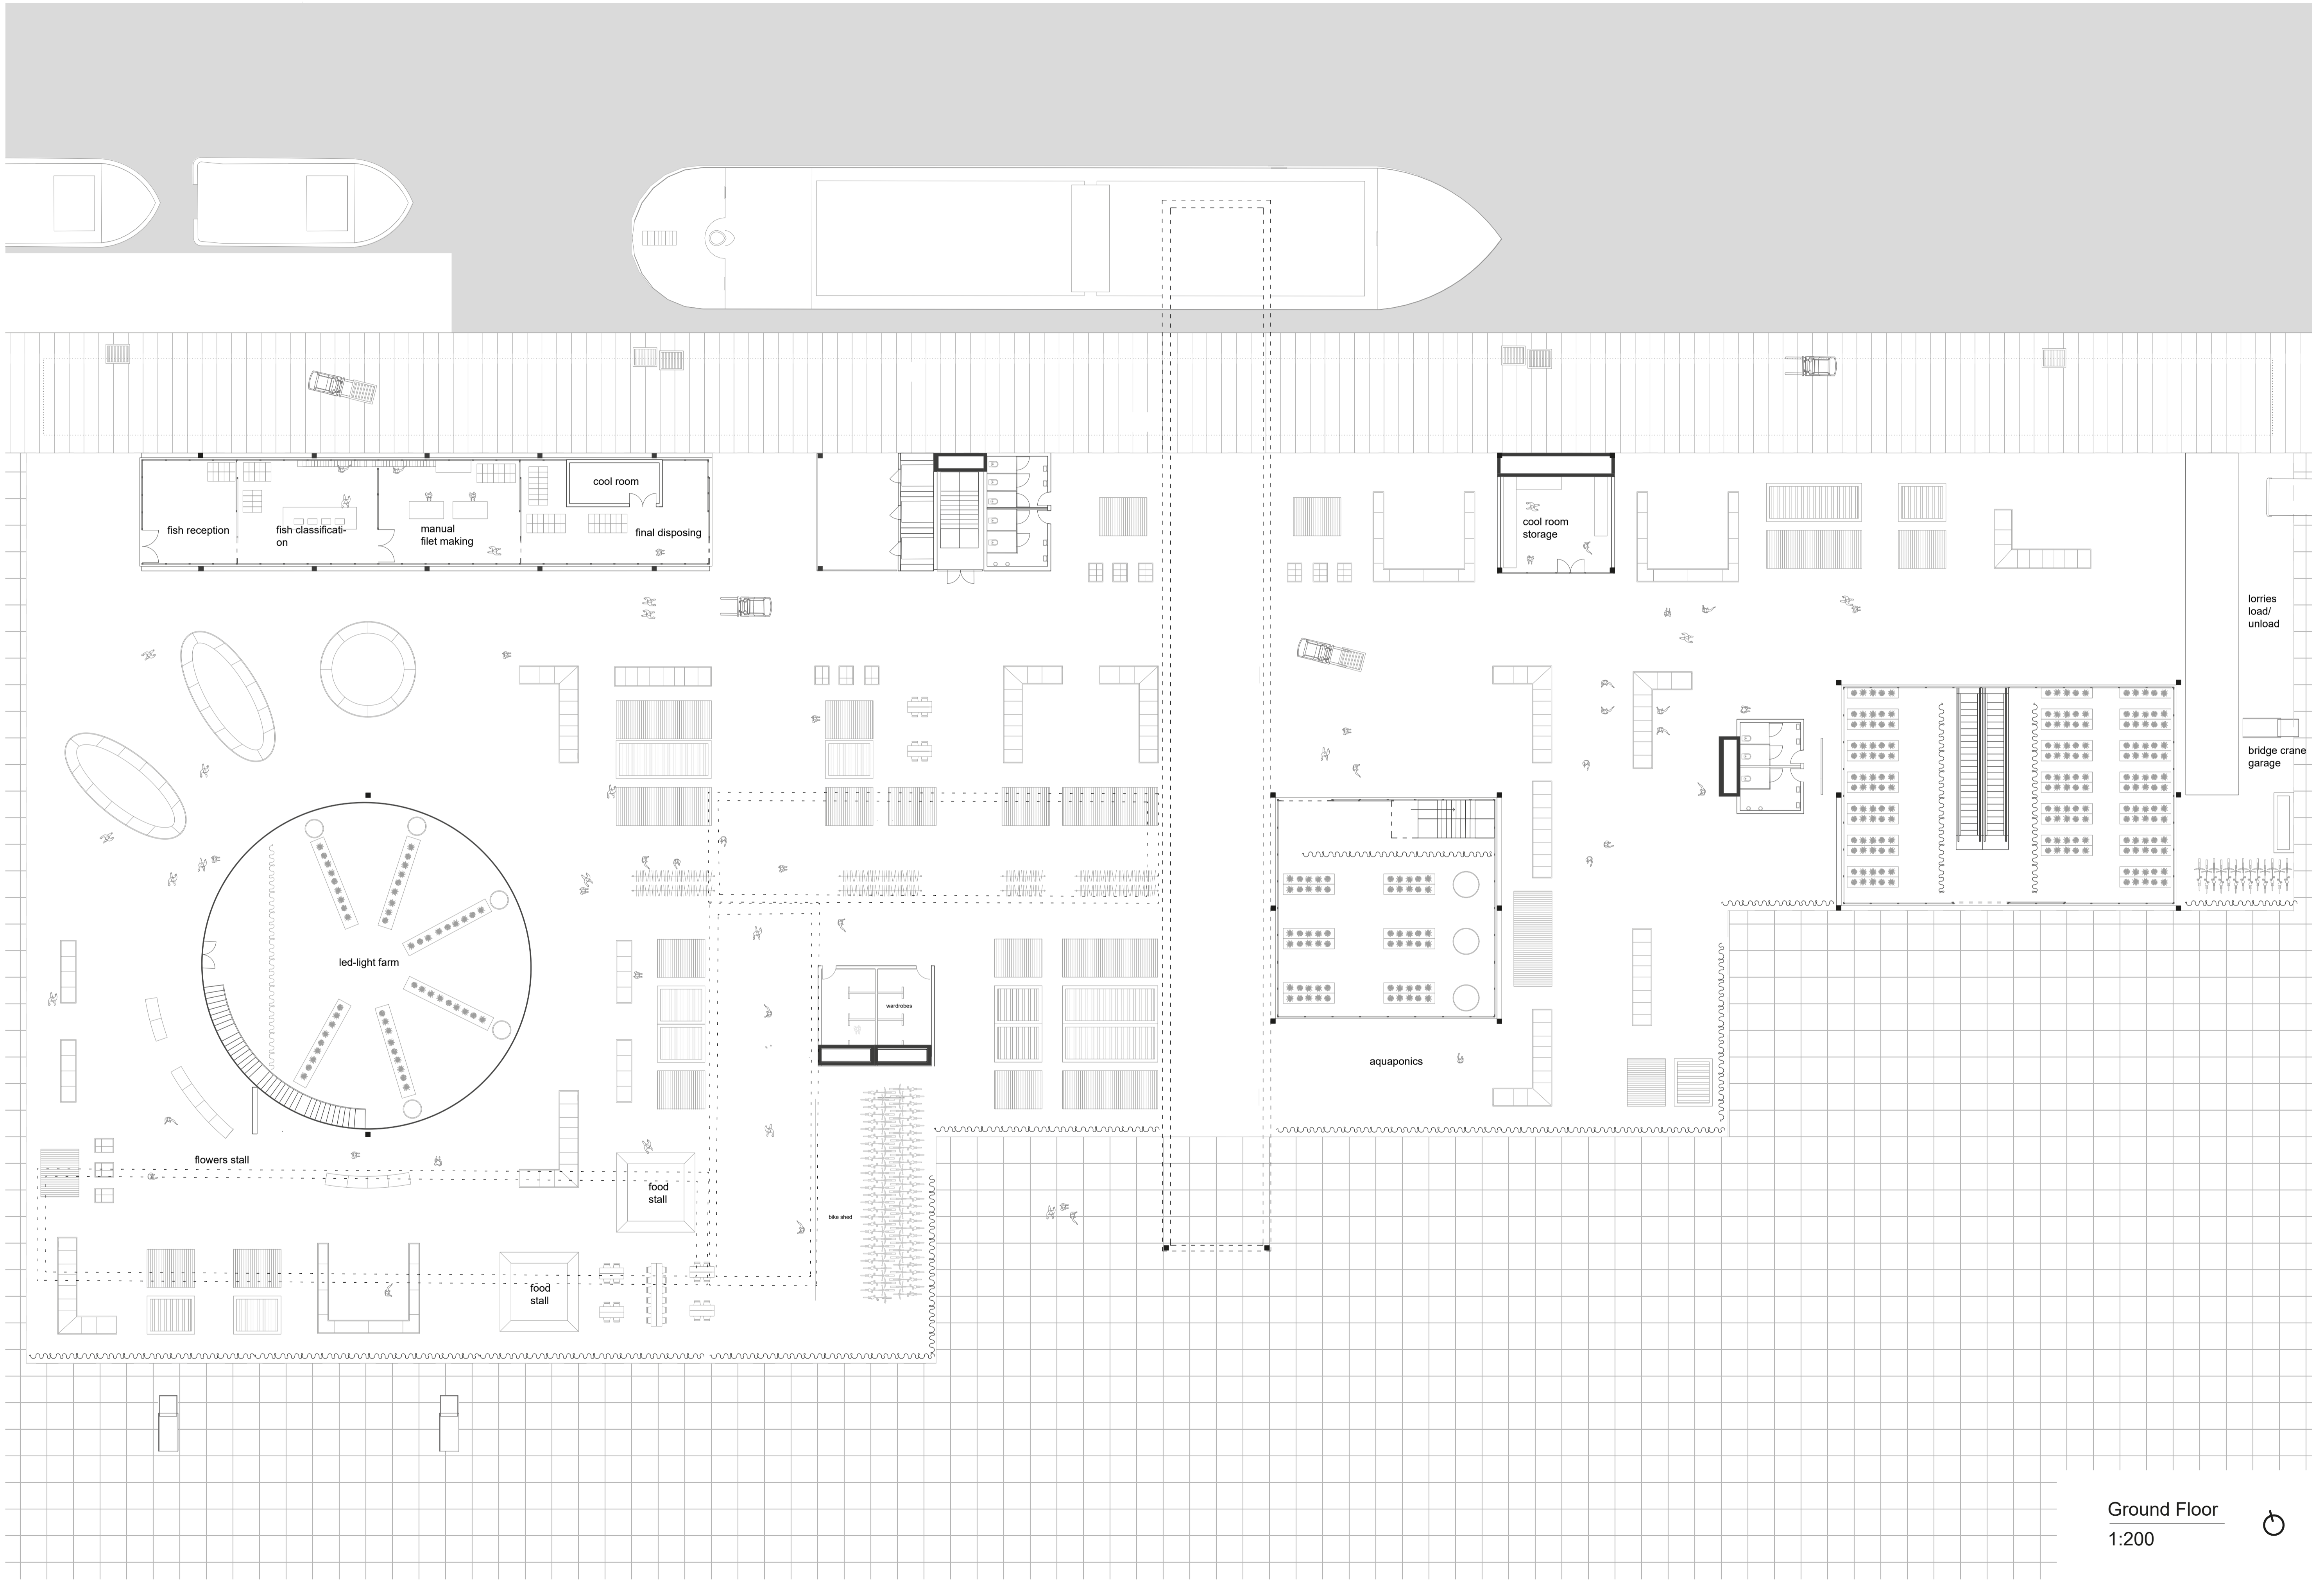 cool room
fish reception
fish classificati-
on
manual
filet making
final disposing
cool room
storage
lorries
load/
unload
bridge crane
garage
led-light farm
wardrobes
aquaponics
flowers stall
food
stall
bike shed
food
stall
Ground Floor
1:200